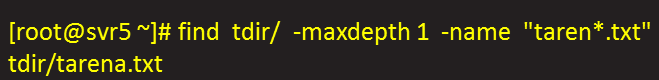 [root@svr5 ~]# find tdir/ -maxdepth 1 -name "taren*.txt"
tdir/tarena.txt